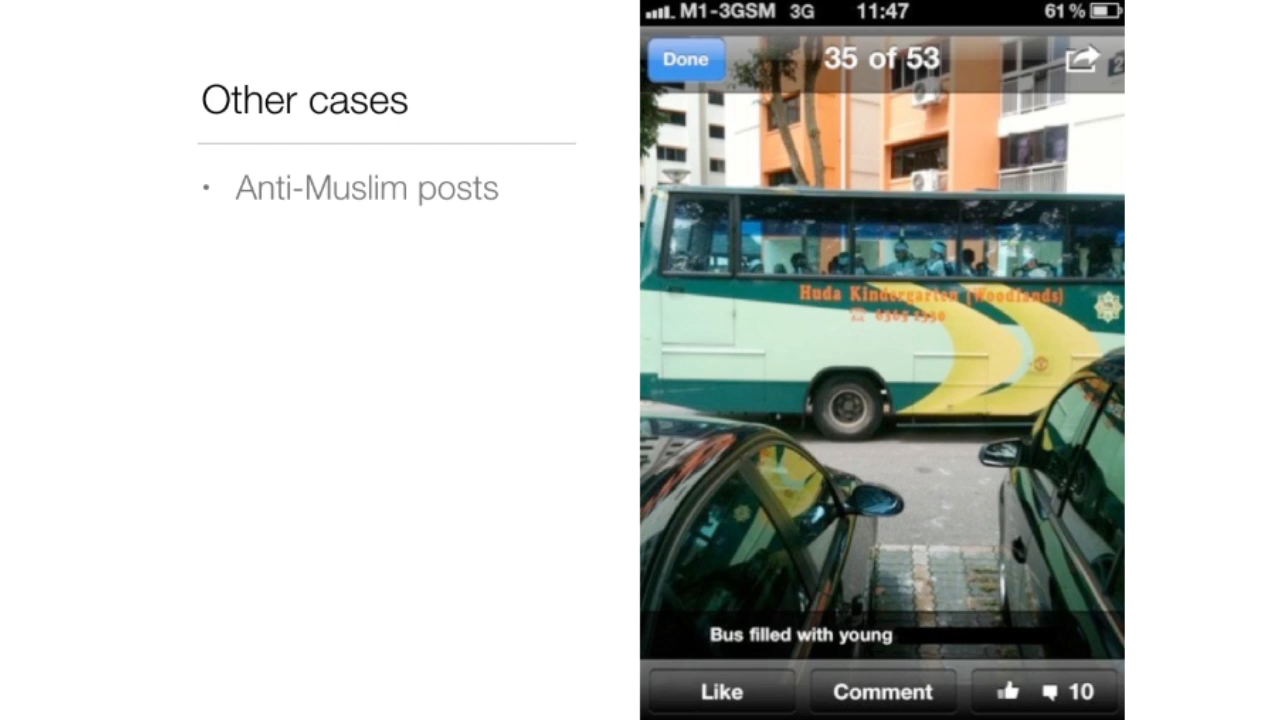 Other cases
• Anti-Muslim posts
M1-3GSM 3G 11:47 61 %
Done
35 of 53
Huda Kindergarten (Woodlands)
Bus filled with young
Like
Comment
10